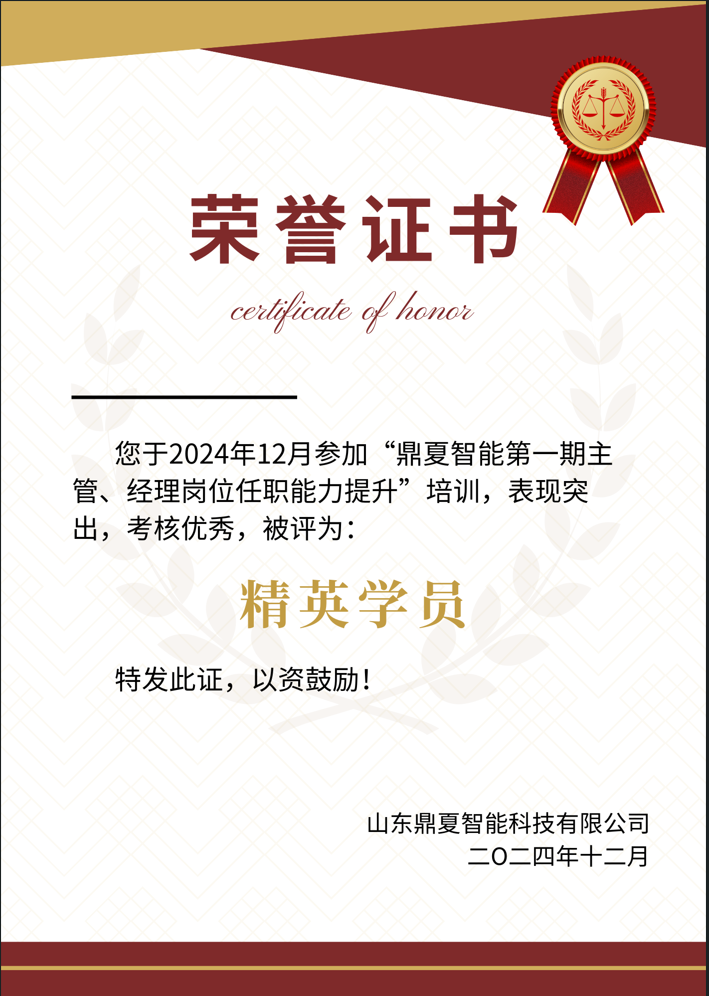 荣誉证书
certificate of honor
您于2024年12月参加“鼎夏智能第一期主
管、经理岗位任职能力提升”培训，表现突
出，考核优秀，被评为：
精英学员
特发此证，以资鼓励！
山东鼎夏智能科技有限公司
二O二四年十二月